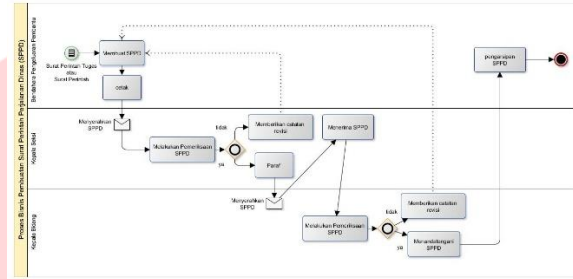 Proses Bisnis Pembuatan Surat Perintah Perjalanan Dinas (SPPD)
Bendahara Pengeluaran Pembantu
Surat Perintah Tugas
atau
Surat Perintah
Membuat SPPD
cetak
pengarsipan
SPPD
Kepala Seksi
Menyerahkan
SPPD
Melakukan Pemeriksaan
SPPD
tidak
ya
Memberikan catatan
revisi
Paraf
Menerima SPPD
Kepala Bidang
Menyerahkan
SPPD
Melakukan Pemeriksaan
SPPD
tidak
ya
Memberikan catatan
revisi
Menandatangani
SPPD